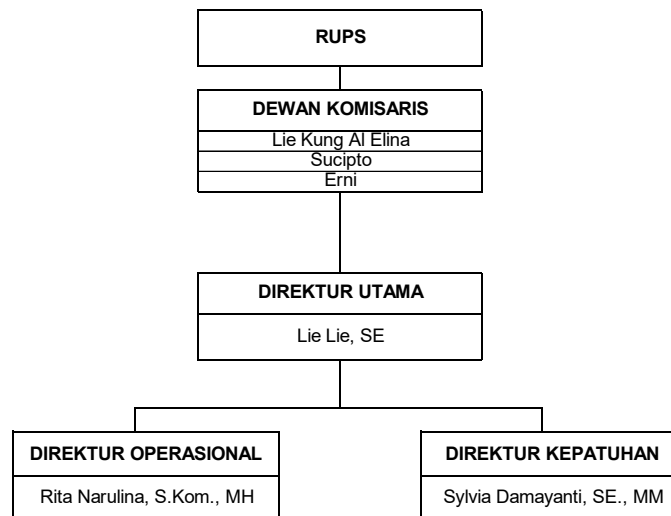 RUPS
DEWAN KOMISARIS
Lie Kung Al Elina
Sucipto
Erni
DIREKTUR UTAMA
Lie Lie, SE
DIREKTUR OPERASIONAL
Rita Narulina, S.Kom., MH
DIREKTUR KEPATUHAN
Sylvia Damayanti, SE., MM